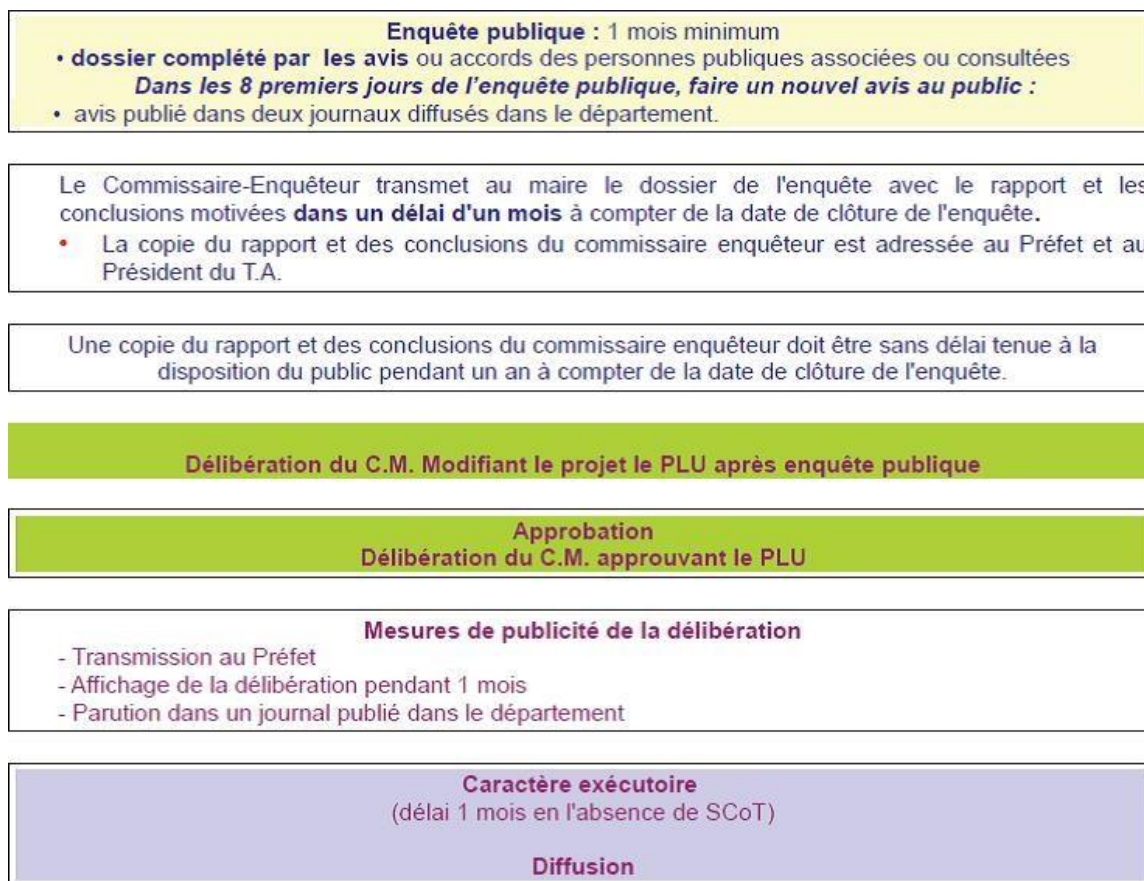 Enquête publique : 1 mois minimum
• dossier complété par les avis ou accords des personnes publiques associées ou consultées
Dans les 8 premiers jours de l'enquête publique, faire un nouvel avis au public :
• avis publié dans deux journaux diffusés dans le département.
Le Commissaire-Enquêteur transmet au maire le dossier de l'enquête avec le rapport et les
conclusions motivées dans un délai d'un mois à compter de la date de clôture de l'enquête.
• La copie du rapport et des conclusions du commissaire enquêteur est adressée au Préfet et au
Président du T.A.
Une copie du rapport et des conclusions du commissaire enquêteur doit être sans délai tenue à la
disposition du public pendant un an à compter de la date de clôture de l'enquête.
Délibération du C.M. Modifiant le projet le PLU après enquête publique
Approbation
Délibération du C.M. approuvant le PLU
Mesures de publicité de la délibération
- Transmission au Préfet
- Affichage de la délibération pendant 1 mois
- Parution dans un journal publié dans le département
Caractère exécutoire
(délai 1 mois en l'absence de SCoT)
Diffusion